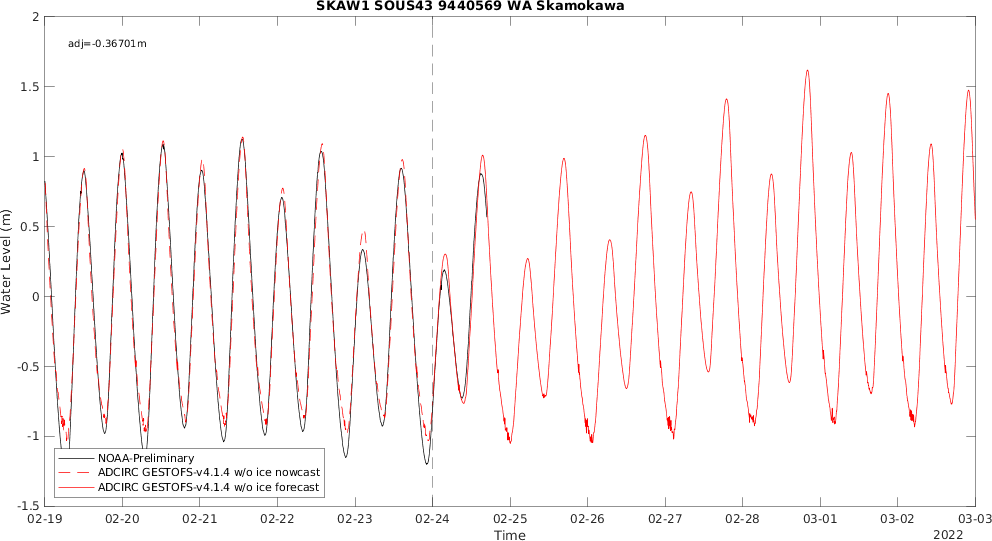 SKAW1 SOUS43 9440569 WA Skamokawa
adj=-0.36701m
Water Level (m)
2
1.5
1
0.5
0
-0.5
-1
-1.5
NOAA-Preliminary
ADCIRC GESTOFS-v4.1.4 w/o ice nowcast
ADCIRC GESTOFS-v4.1.4 w/o ice forecast
02-19 02-20 02-21 02-22 02-23 02-24 02-25 02-26 02-27 02-28 03-01 03-02 03-03
Time
2022